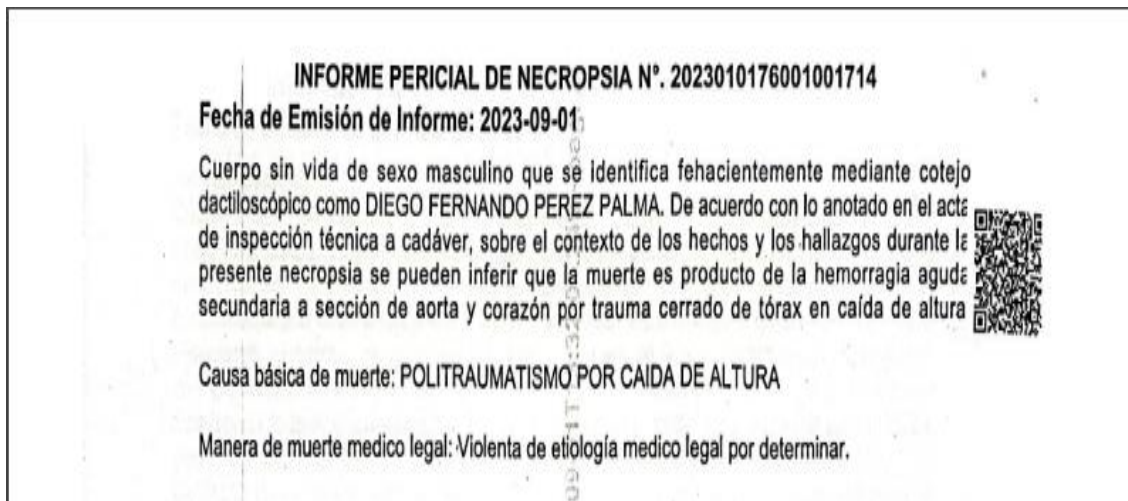 INFORME PERICIAL DE NECROPSIA N°. 2023010176001001714
Fecha de Emisión de Informe: 2023-09-01
Cuerpo sin vida de sexo masculino que se identifica fehacientemente mediante cotejo
dactiloscópico como DIEGO FERNANDO PEREZ PALMA. De acuerdo con lo anotado en el acta
de inspección técnica a cadáver, sobre el contexto de los hechos y los hallazgos durante la
presente necropsia se pueden inferir que la muerte es producto de la hemorragia aguda
secundaria a sección de aorta y corazón por trauma cerrado de tórax en caída de altura
Causa básica de muerte: POLITRAUMATISMO POR CAIDA DE ALTURA
Manera de muerte medico legal: Violenta de etiología medico legal por determinar.